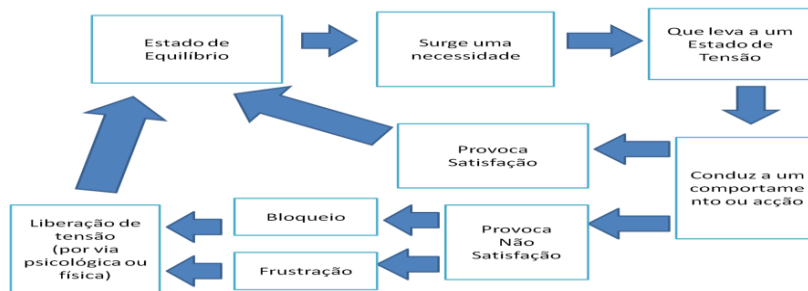 Estado de
Equilíbrio
Surge uma
necessidade
Que leva a um
Estado de
Tensão
Provoca
Satisfação
Conduz a um
comportame
nto ou acção
Bloqueio
Provoca
Não
Satisfação
Frustração
Liberação de
tensão
(por via
psicológica ou
física)